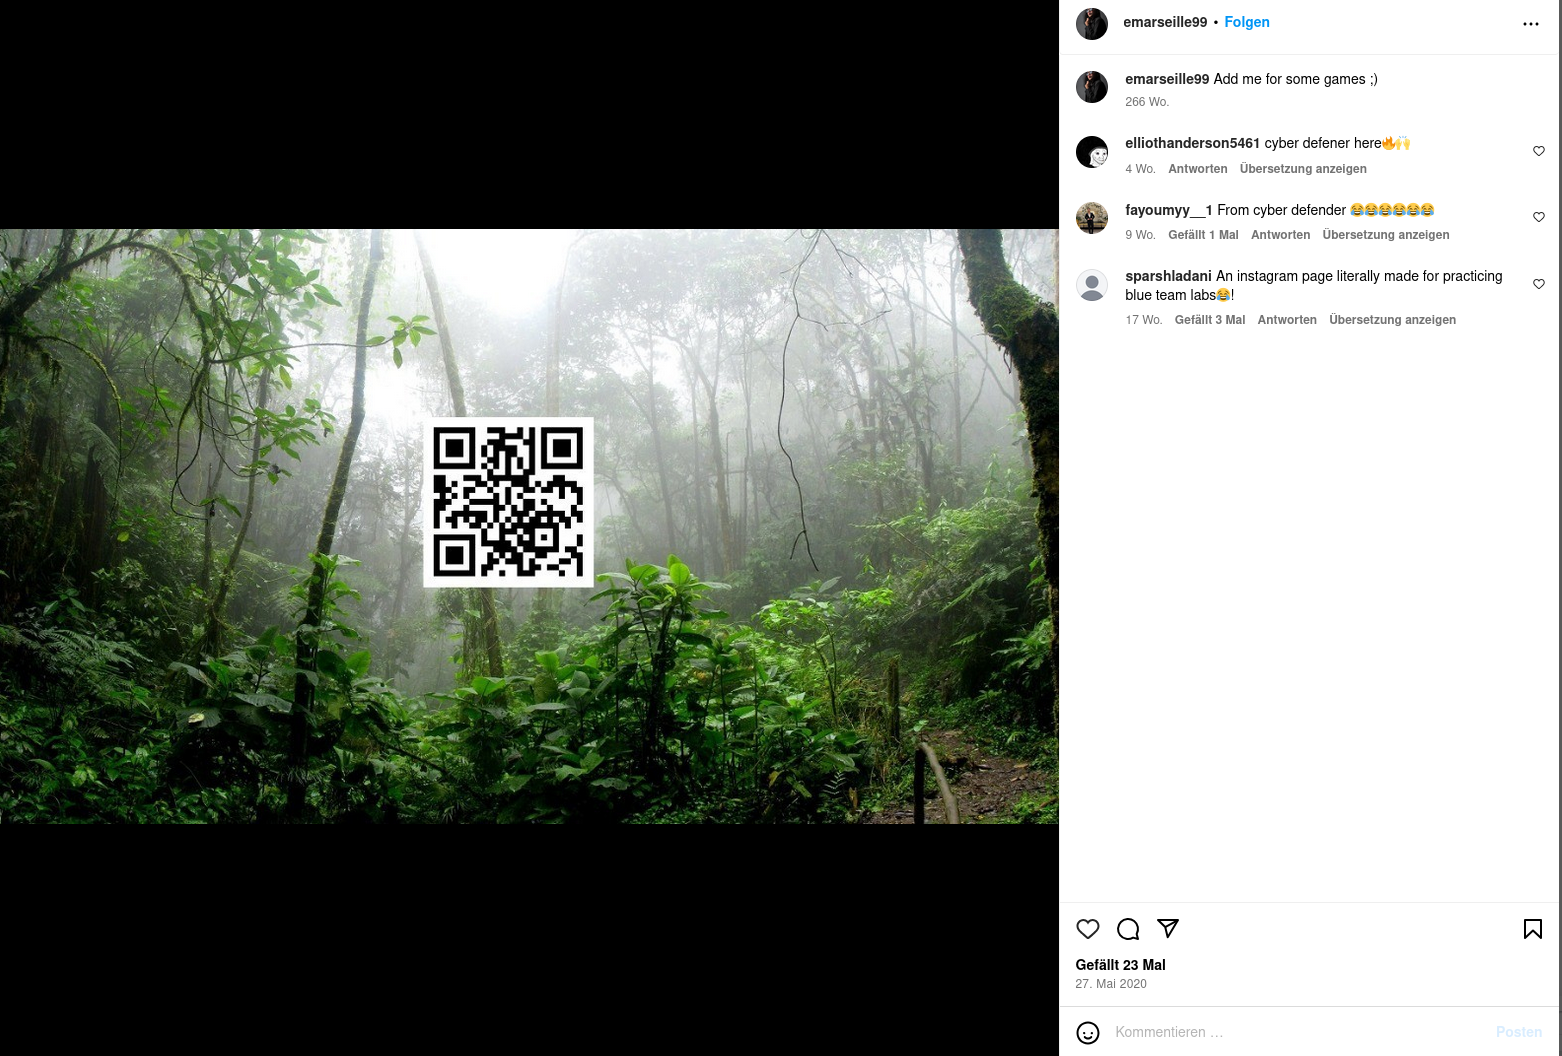 emarseille99 • Folgen
emarseille99 Add me for some games ;)
266 Wo.
elliothanderson5461 cyber defener here🔥🙌
4 Wo. Antworten Übersetzung anzeigen
fayoumyy__1 From cyber defender 😂😂😂😂😂😂
9 Wo. Gefällt 1 Mal Antworten Übersetzung anzeigen
sparshladani An instagram page literally made for practicing
blue team labs😂!
17 Wo. Gefällt 3 Mal Antworten Übersetzung anzeigen
Gefällt 23 Mal
27. Mai 2020
Kommentieren … Posten